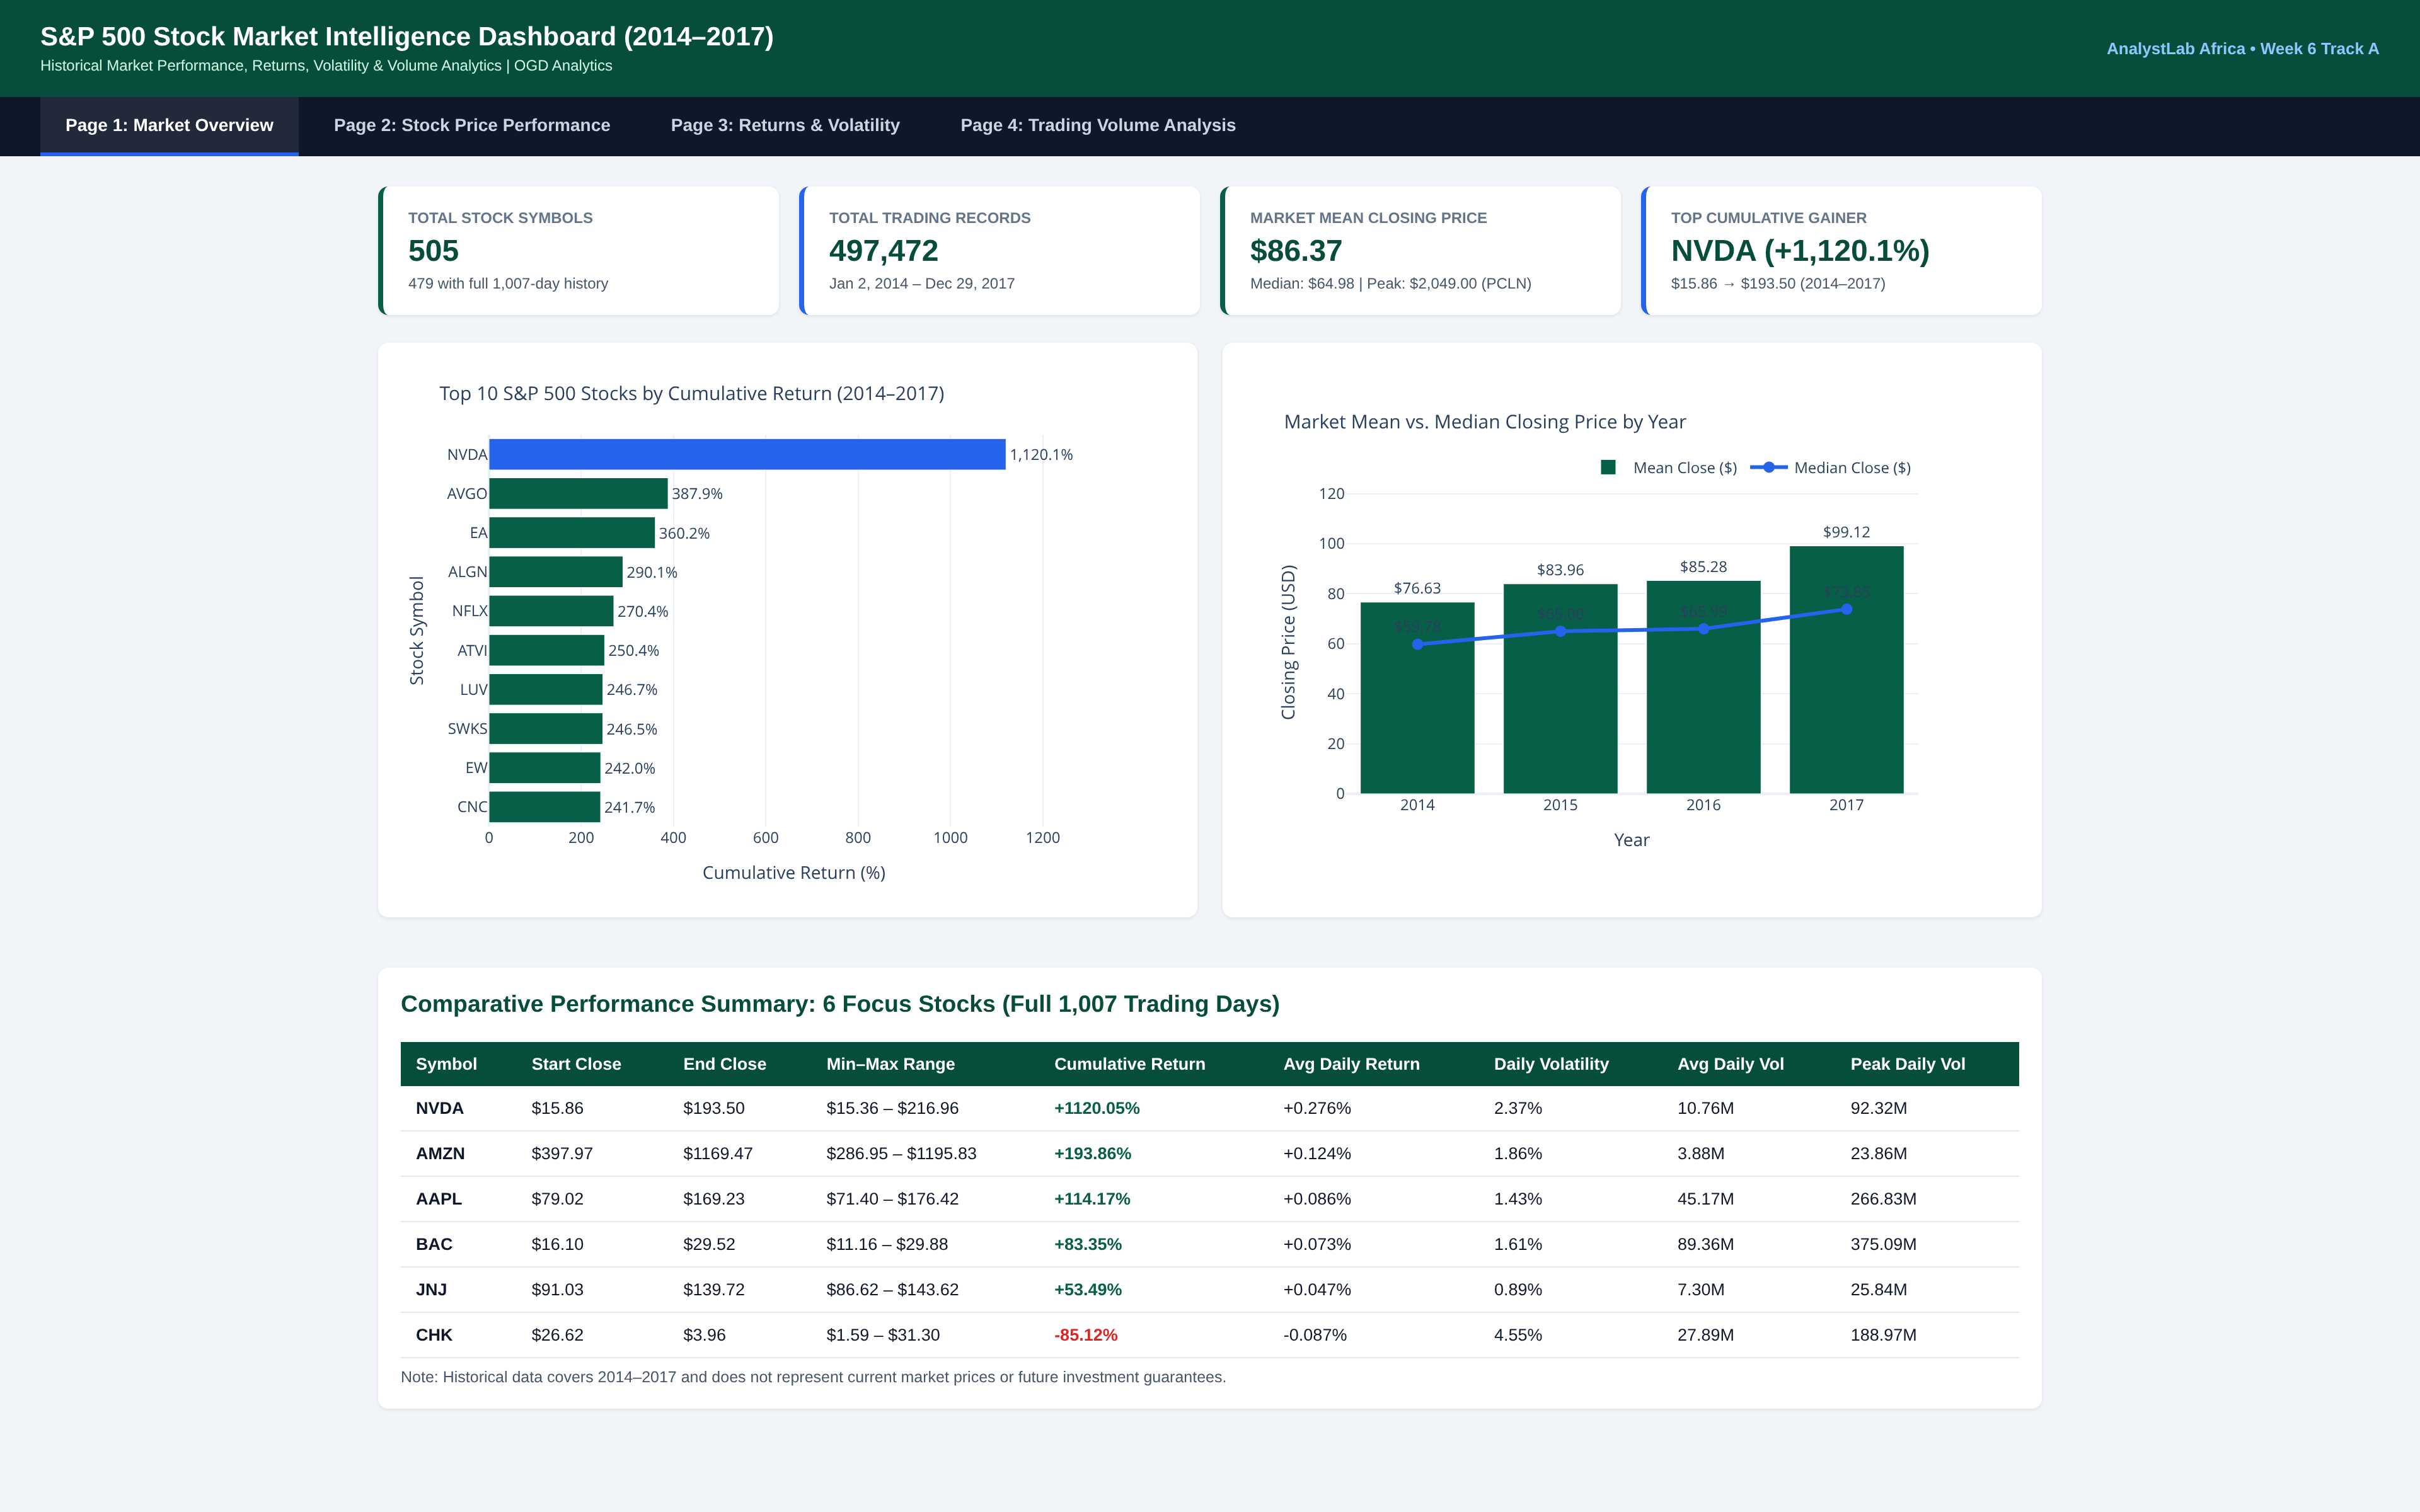 S&P 500 Stock Market Intelligence Dashboard (2014–2017)
Historical Market Performance, Returns, Volatility & Volume Analytics | OGD Analytics
AnalystLab Africa • Week 6 Track A
Page 1: Market Overview
Page 2: Stock Price Performance
Page 3: Returns & Volatility
Page 4: Trading Volume Analysis
TOTAL STOCK SYMBOLS
505
479 with full 1,007-day history
TOTAL TRADING RECORDS
497,472
Jan 2, 2014 – Dec 29, 2017
MARKET MEAN CLOSING PRICE
$86.37
Median: $64.98 | Peak: $2,049.00 (PCLN)
TOP CUMULATIVE GAINER
NVDA (+1,120.1%)
$15.86 → $193.50 (2014–2017)
Top 10 S&P 500 Stocks by Cumulative Return (2014–2017)
Stock Symbol
NVDA 1,120.1%
AVGO 387.9%
EA 360.2%
ALGN 290.1%
NFLX 270.4%
ATVI 250.4%
LUV 246.7%
SWKS 246.5%
EW 242.0%
CNC 241.7%
0 200 400 600 800 1000 1200
Cumulative Return (%)
Market Mean vs. Median Closing Price by Year
Mean Close ($) Median Close ($)
Closing Price (USD)
120
100
80
60
40
20
0
$76.63 $83.96 $85.28 $99.12
$59.78 $65.00 $65.99 $73.85
2014 2015 2016 2017
Year
Comparative Performance Summary: 6 Focus Stocks (Full 1,007 Trading Days)
Symbol Start Close End Close Min–Max Range Cumulative Return Avg Daily Return Daily Volatility Avg Daily Vol Peak Daily Vol
NVDA $15.86 $193.50 $15.36 – $216.96 +1120.05% +0.276% 2.37% 10.76M 92.32M
AMZN $397.97 $1169.47 $286.95 – $1195.83 +193.86% +0.124% 1.86% 3.88M 23.86M
AAPL $79.02 $169.23 $71.40 – $176.42 +114.17% +0.086% 1.43% 45.17M 266.83M
BAC $16.10 $29.52 $11.16 – $29.88 +83.35% +0.073% 1.61% 89.36M 375.09M
JNJ $91.03 $139.72 $86.62 – $143.62 +53.49% +0.047% 0.89% 7.30M 25.84M
CHK $26.62 $3.96 $1.59 – $31.30 -85.12% -0.087% 4.55% 27.89M 188.97M
Note: Historical data covers 2014–2017 and does not represent current market prices or future investment guarantees.